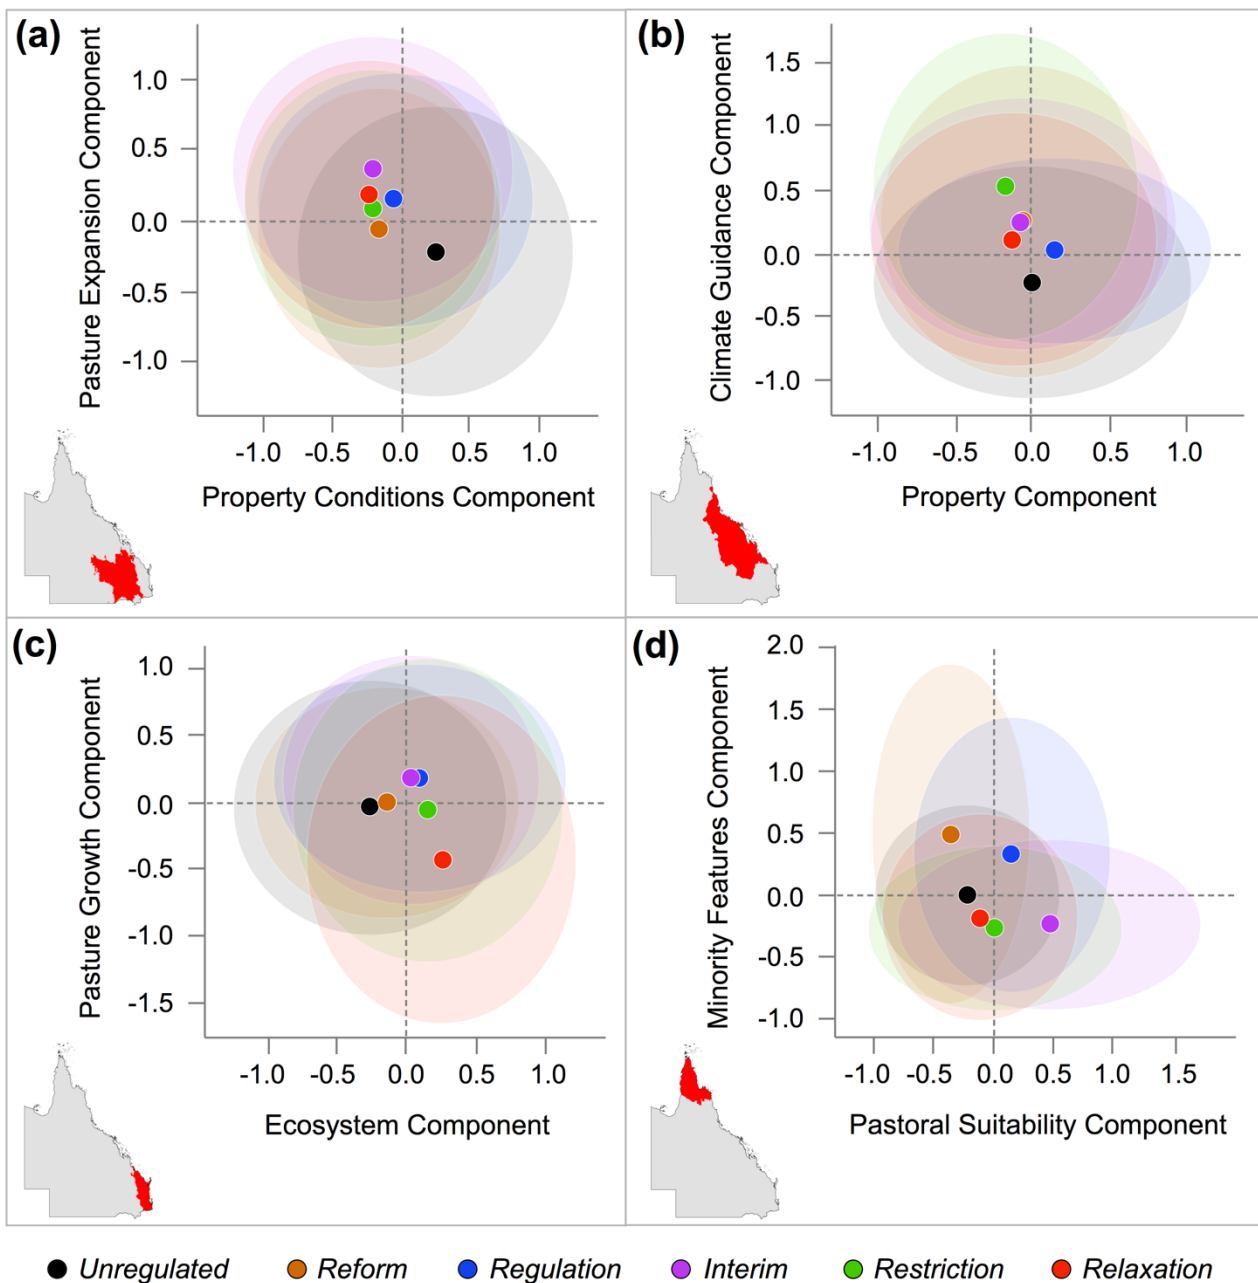 (a)
Pasture Expansion Component
1.0
0.5
0.0
-0.5
-1.0
-1.0 -0.5 0.0 0.5 1.0
Property Conditions Component
(b)
Climate Guidance Component
1.5
1.0
0.5
0.0
-0.5
-1.0
-1.0 -0.5 0.0 0.5 1.0
Property Component
(c)
Pasture Growth Component
1.0
0.5
0.0
-0.5
-1.0
-1.5
-1.0 -0.5 0.0 0.5 1.0
Ecosystem Component
(d)
Minority Features Component
2.0
1.5
1.0
0.5
0.0
-0.5
-1.0
-1.0 -0.5 0.0 0.5 1.0 1.5
Pastoral Suitability Component
Unregulated Reform Regulation Interim Restriction Relaxation